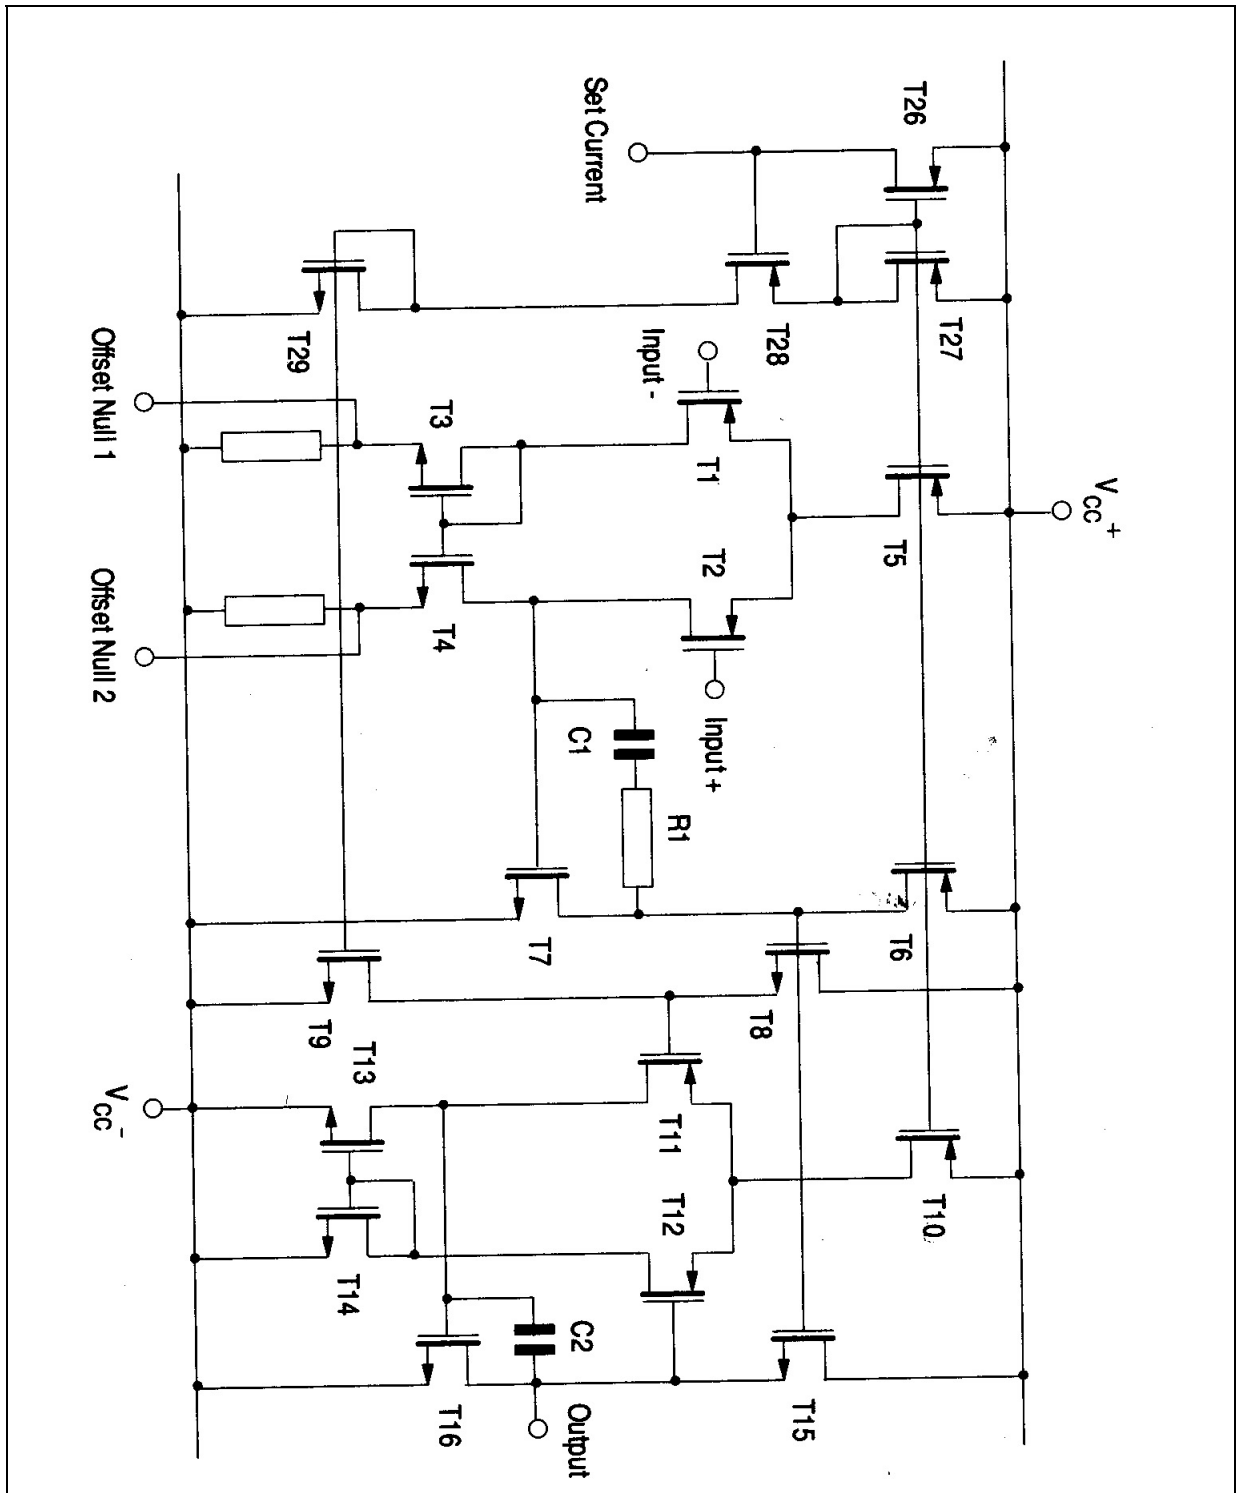 V
CC
+
T26
T27
T5
T6
T10
Set Current
T28
Input -
T1
T2
Input +
R1
C1
T8
T11
T12
T15
T29
T3
T4
T7
T9
T13
T14
C2
T16
Output
Offset Null 1
Offset Null 2
V
CC
-